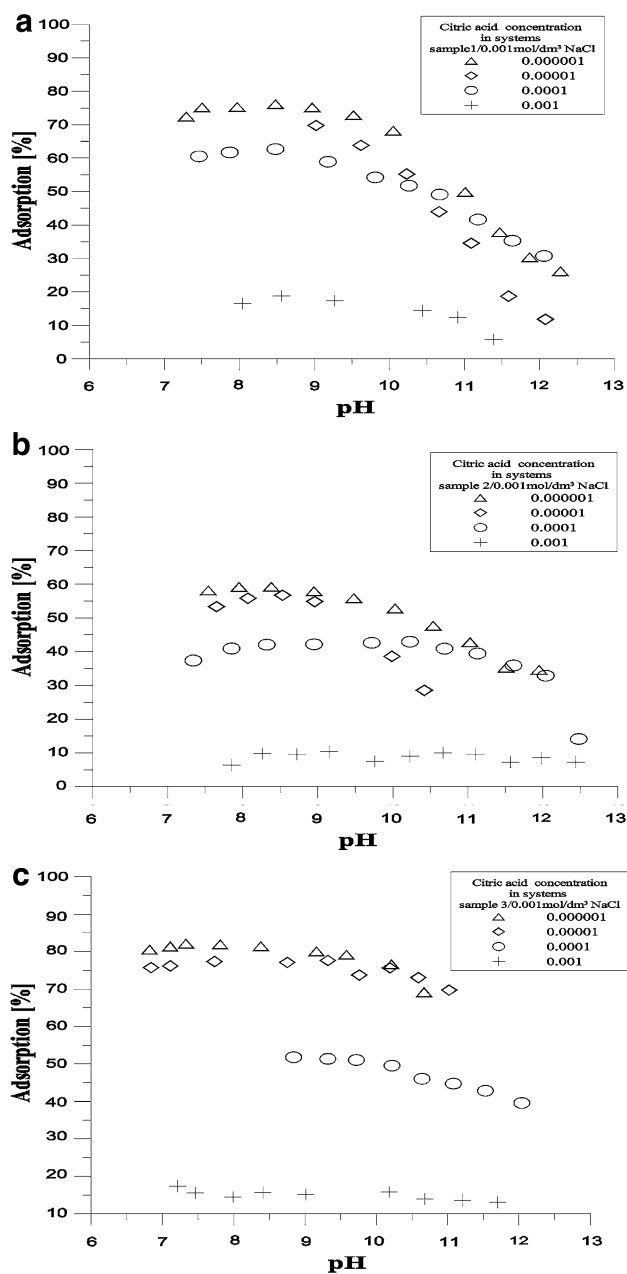 a
100
90
80
70
60
50
40
30
20
10
0
Adsorption [%]
Citric acid concentration
in systems
sample1/0.001mol/dm³ NaCl
0.000001
0.00001
0.0001
0.001
6 7 8 9 10 11 12 13
pH
b
100
90
80
70
60
50
40
30
20
10
0
Adsorption [%]
Citric acid concentration
in systems
sample 2/0.001mol/dm³ NaCl
0.000001
0.00001
0.0001
0.001
6 7 8 9 10 11 12 13
pH
c
100
90
80
70
60
50
40
30
20
10
Adsorption [%]
Citric acid concentration
in systems
sample 3/0.001mol/dm³ NaCl
0.000001
0.00001
0.0001
0.001
6 7 8 9 10 11 12 13
pH